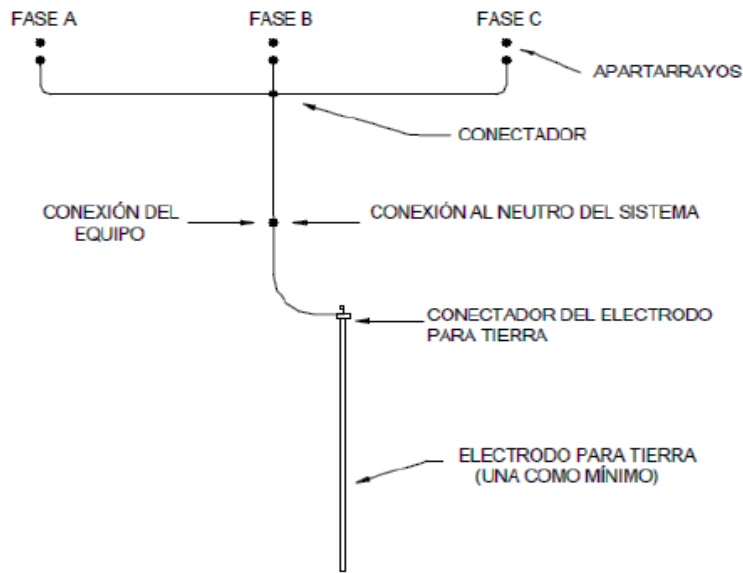 FASE A
FASE B
FASE C
APARTARRAYOS
CONECTADOR
CONEXIÓN DEL
EQUIPO
CONEXIÓN AL NEUTRO DEL SISTEMA
CONECTADOR DEL ELECTRODO
PARA TIERRA
ELECTRODO PARA TIERRA
(UNA COMO MÍNIMO)